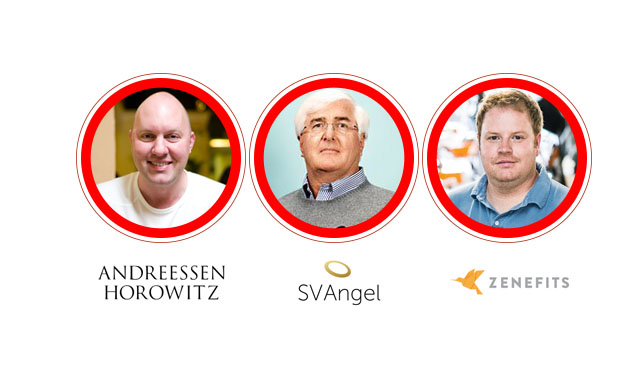 ANDREESSEN
HOROWITZ
SVAngel
ZENEFITS